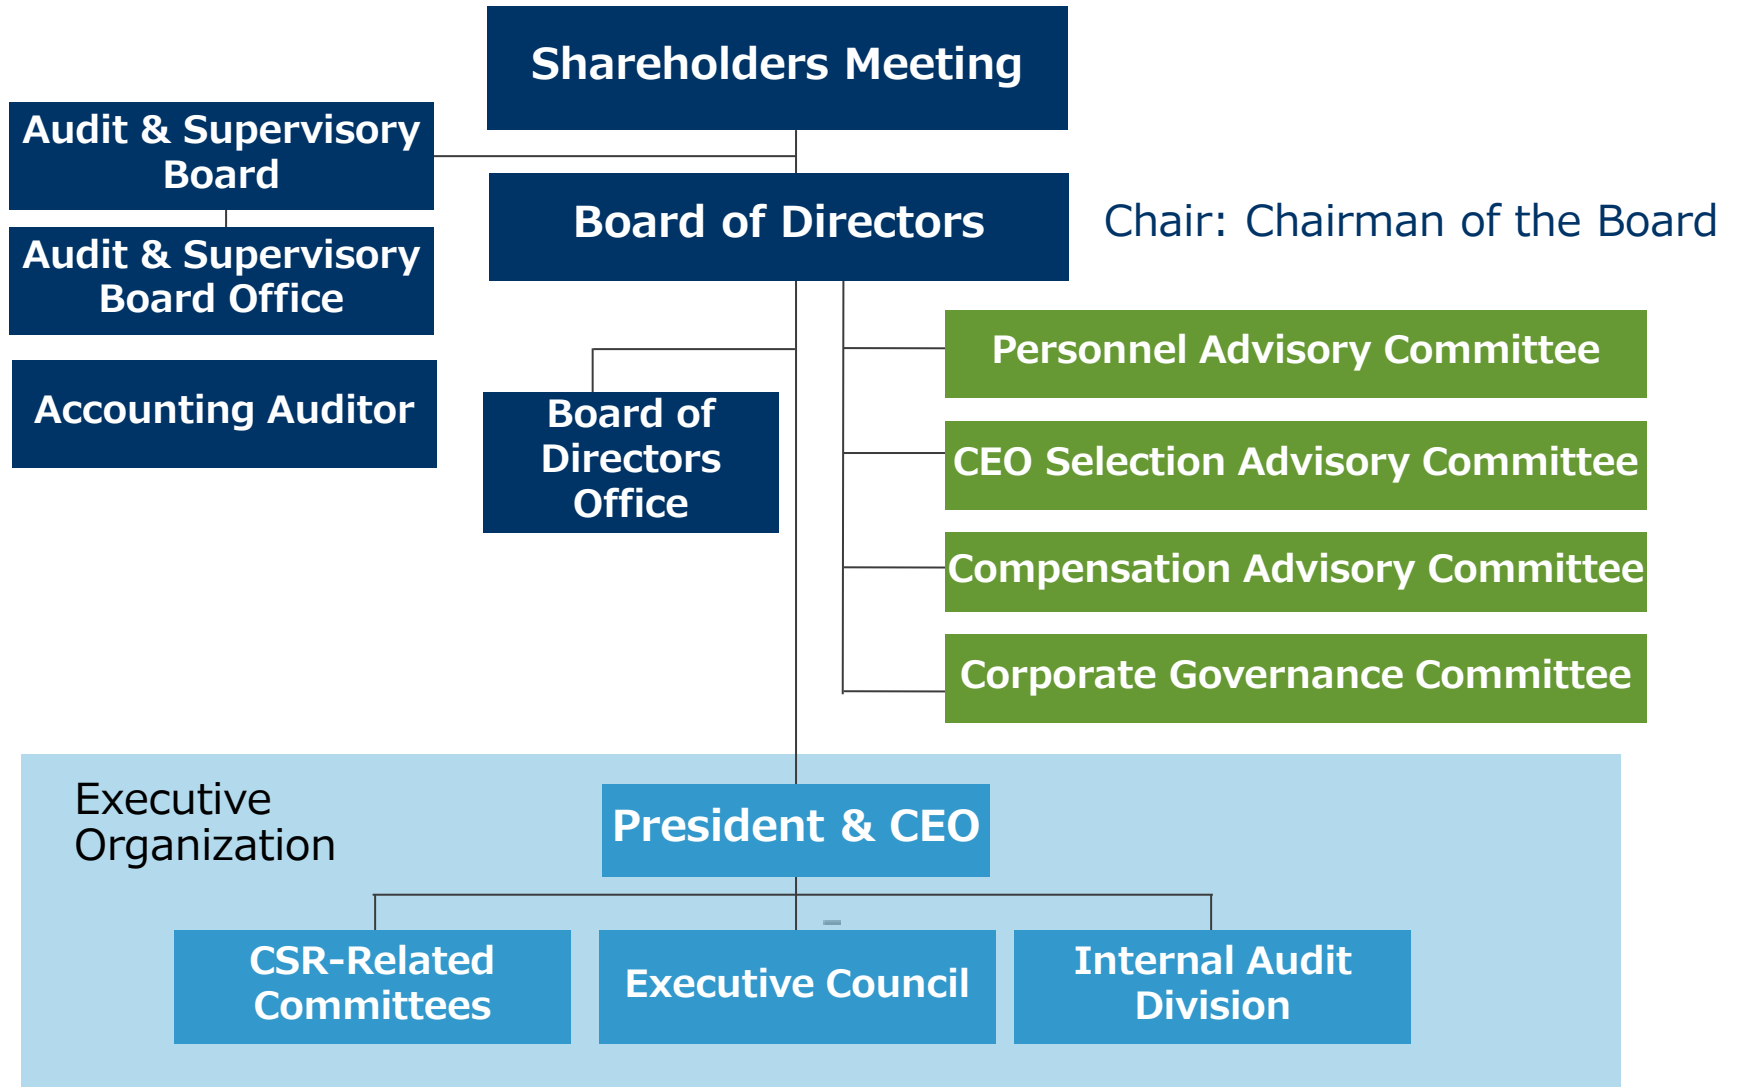 Shareholders Meeting
Audit & Supervisory
Board
Board of Directors
Chair: Chairman of the Board
Audit & Supervisory
Board Office
Accounting Auditor
Board of
Directors
Office
Personnel Advisory Committee
CEO Selection Advisory Committee
Compensation Advisory Committee
Corporate Governance Committee
Executive
Organization
President & CEO
CSR-Related
Committees
Executive Council
Internal Audit
Division